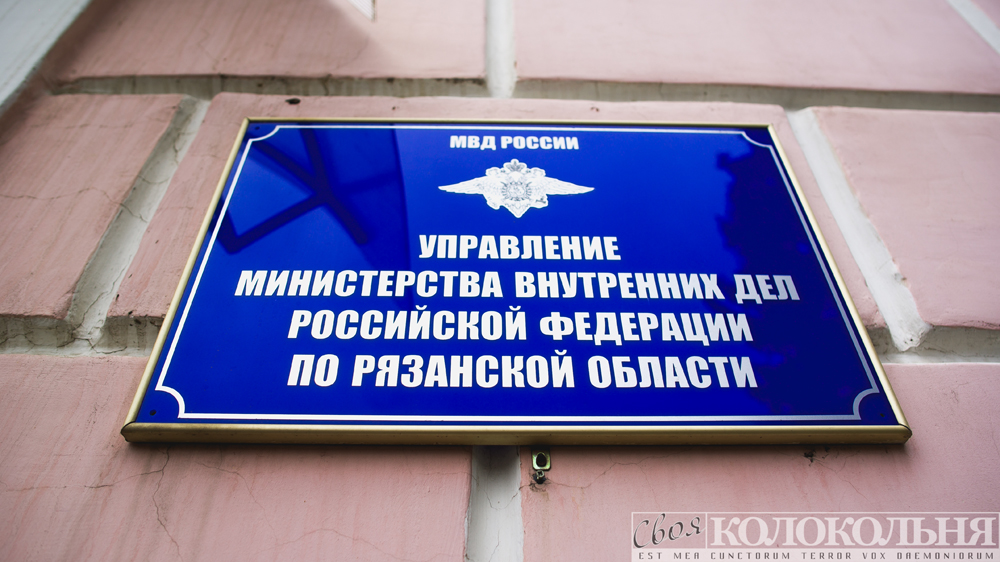 МВД РОССИИ
УПРАВЛЕНИЕ
МИНИСТЕРСТВА ВНУТРЕННИХ ДЕЛ
РОССИЙСКОЙ ФЕДЕРАЦИИ
ПО РЯЗАНСКОЙ ОБЛАСТИ
Своя КОЛОКОЛЬНЯ
EST MEA CUNCTORUM TERROR VOX DAEMONIORUM